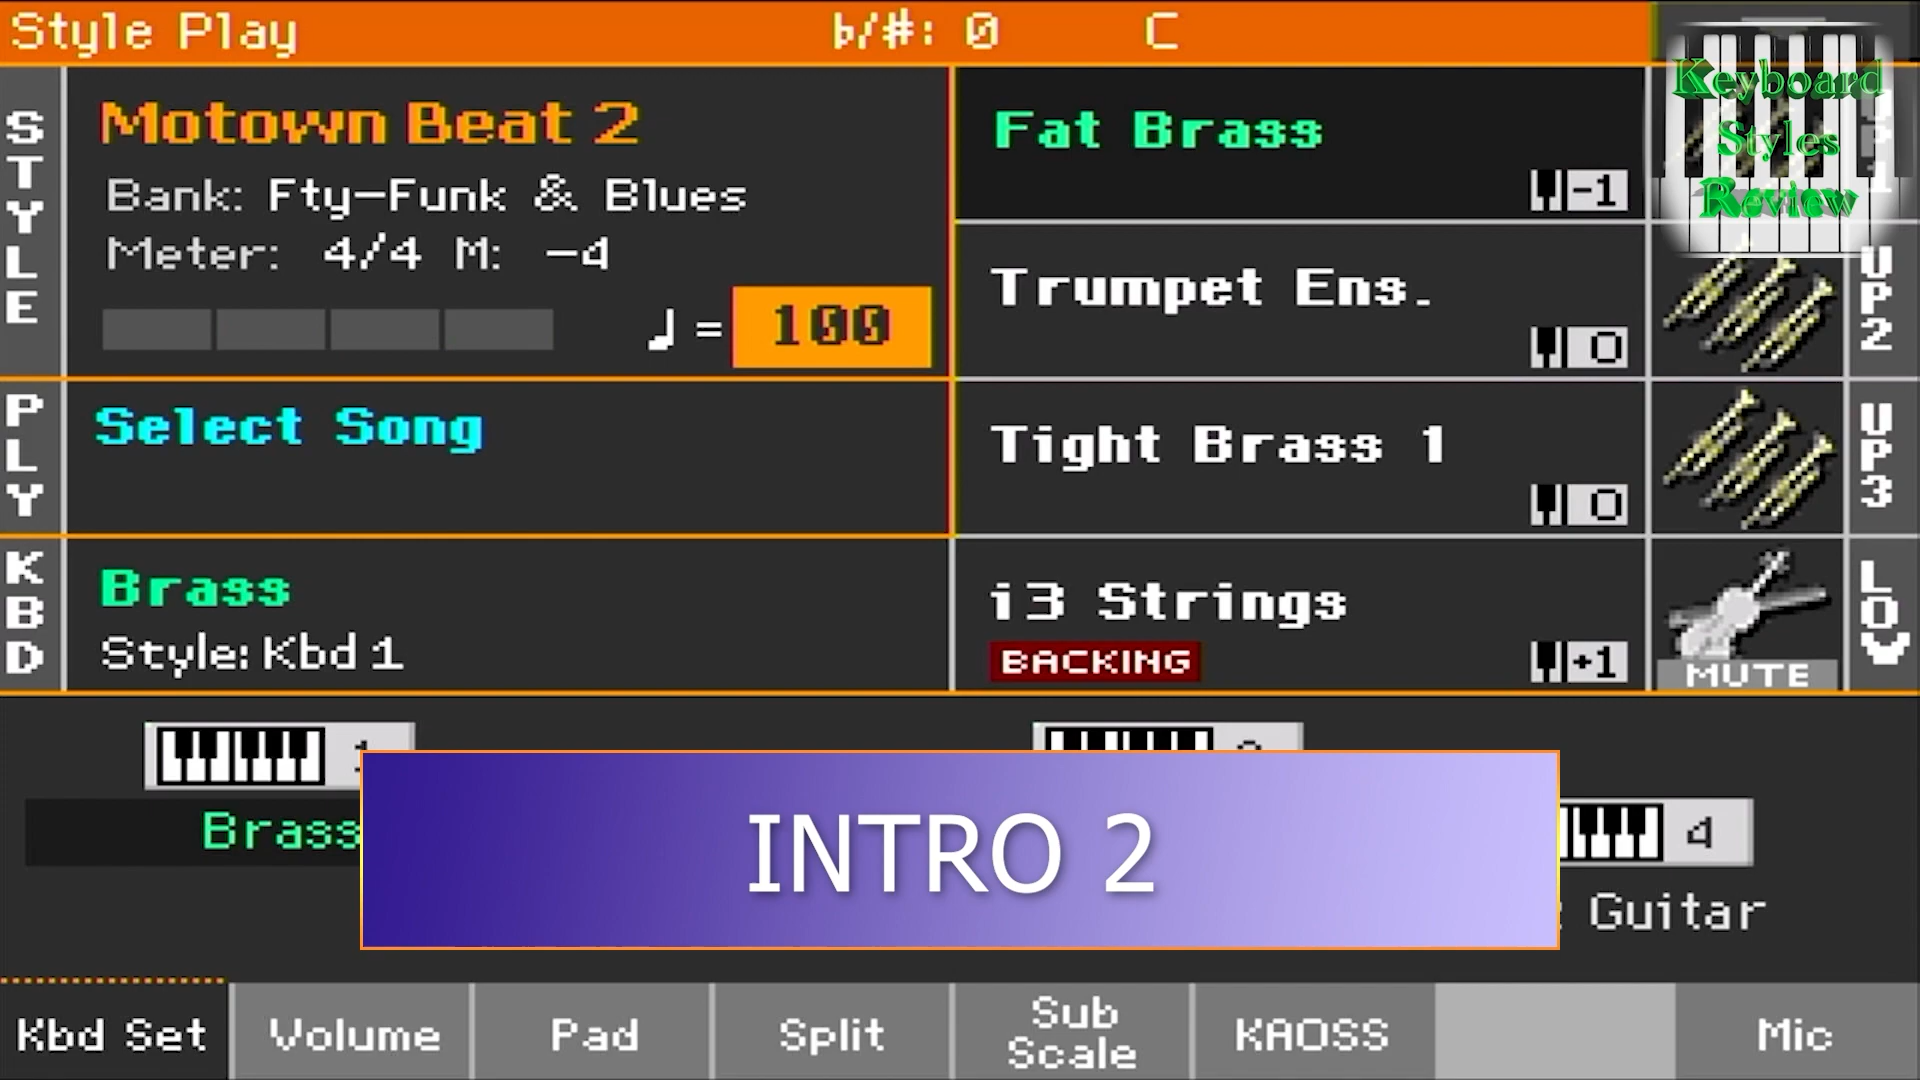 Style Play ♭/#: 0 C
Keyboard
Styles
Review
STYLE
Motown Beat 2
Bank: Fty-Funk & Blues
Meter: 4/4 M: -4
♩ = 100
Fat Brass
-1
Trumpet Ens.
0
UP2
PLY
Select Song
Tight Brass 1
0
UP3
KBD
Brass
Style: Kbd 1
i3 Strings
BACKING
+1
MUTE
LOW
Brass
INTRO 2
4
Guitar
Kbd Set
Volume
Pad
Split
Sub
Scale
KAOSS
Mic